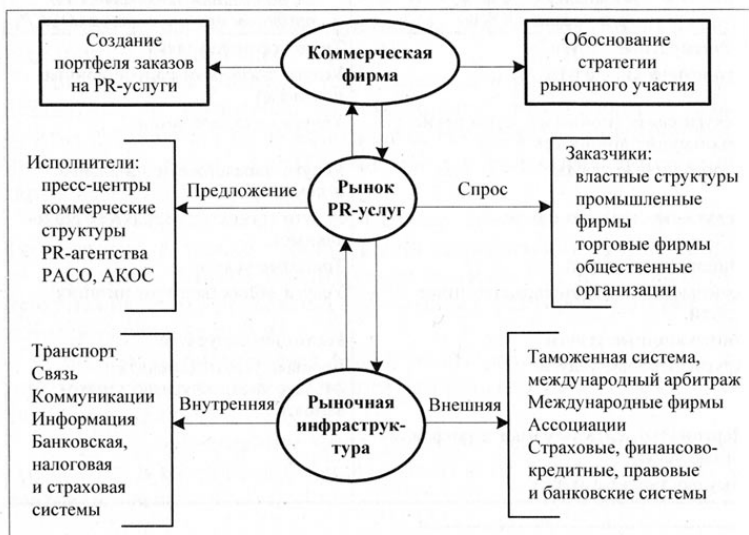 Создание
портфеля заказов
на PR-услуги
Коммерческая
фирма
Обоснование
стратегии
рыночного участия
Исполнители:
пресс-центры
коммерческие
структуры
PR-агентства
РАСО, АКОС
Предложение
Рынок
PR-услуг
Спрос
Заказчики:
властные структуры
промышленные
фирмы
торговые фирмы
общественные
организации
Транспорт
Связь
Коммуникации
Информация
Банковская,
налоговая
и страховая
системы
Внутренняя
Рыночная
инфраструк-
тура
Внешняя
Таможенная система,
международный арбитраж
Международные фирмы
Ассоциации
Страховые, финансово-
кредитные, правовые
и банковские системы